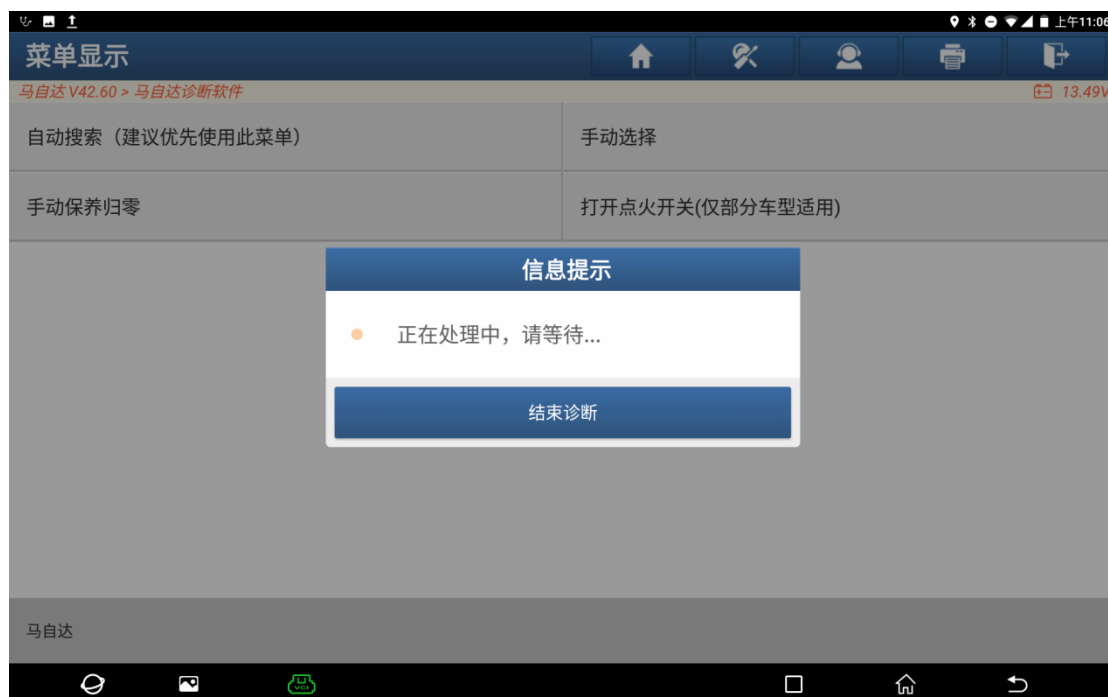 上午11:06
菜单显示
马自达 V42.60 > 马自达诊断软件
13.49V
自动搜索（建议优先使用此菜单）
手动选择
手动保养归零
打开点火开关(仅部分车型适用)
信息提示
正在处理中，请等待...
结束诊断
马自达
VCI